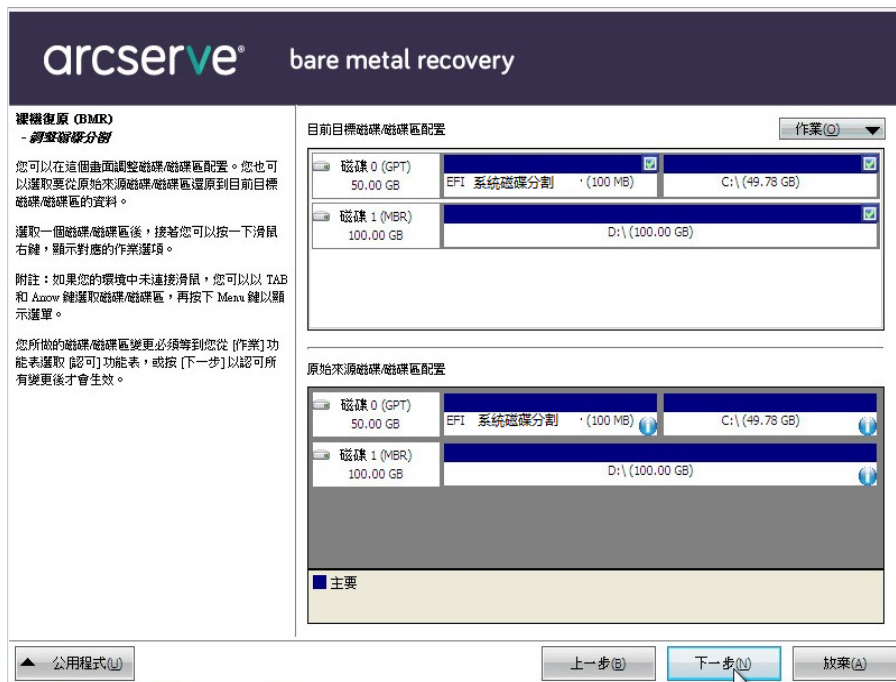 arcserve® bare metal recovery
裸機復原 (BMR)
- 調整磁碟分割
您可以在這個畫面調整磁碟/磁碟區配置。您也可
以選取要從原始來源磁碟/磁碟區還原到目前目標
磁碟/磁碟區的資料。
選取一個磁碟/磁碟區後，接著您可以按一下滑鼠
右鍵，顯示對應的作業選項。
附註：如果您的環境中未連接滑鼠，您可以以 TAB
和 Arrow 鍵選取磁碟/磁碟區，再按下 Menu 鍵以顯
示選單。
您所做的磁碟/磁碟區變更必須等到您從 [作業] 功
能表選取 [認可] 功能表，或按 [下一步] 以認可所
有變更後才會生效。
目前目標磁碟/磁碟區配置
作業(O)
磁碟 0 (GPT)
50.00 GB
EFI 系統磁碟分割 (100 MB)
C:\ (49.78 GB)
磁碟 1 (MBR)
100.00 GB
D:\ (100.00 GB)
原始來源磁碟/磁碟區配置
磁碟 0 (GPT)
50.00 GB
EFI 系統磁碟分割 (100 MB)
C:\ (49.78 GB)
磁碟 1 (MBR)
100.00 GB
D:\ (100.00 GB)
主要
公用程式(U)
上一步(B)
下一步(N)
放棄(A)